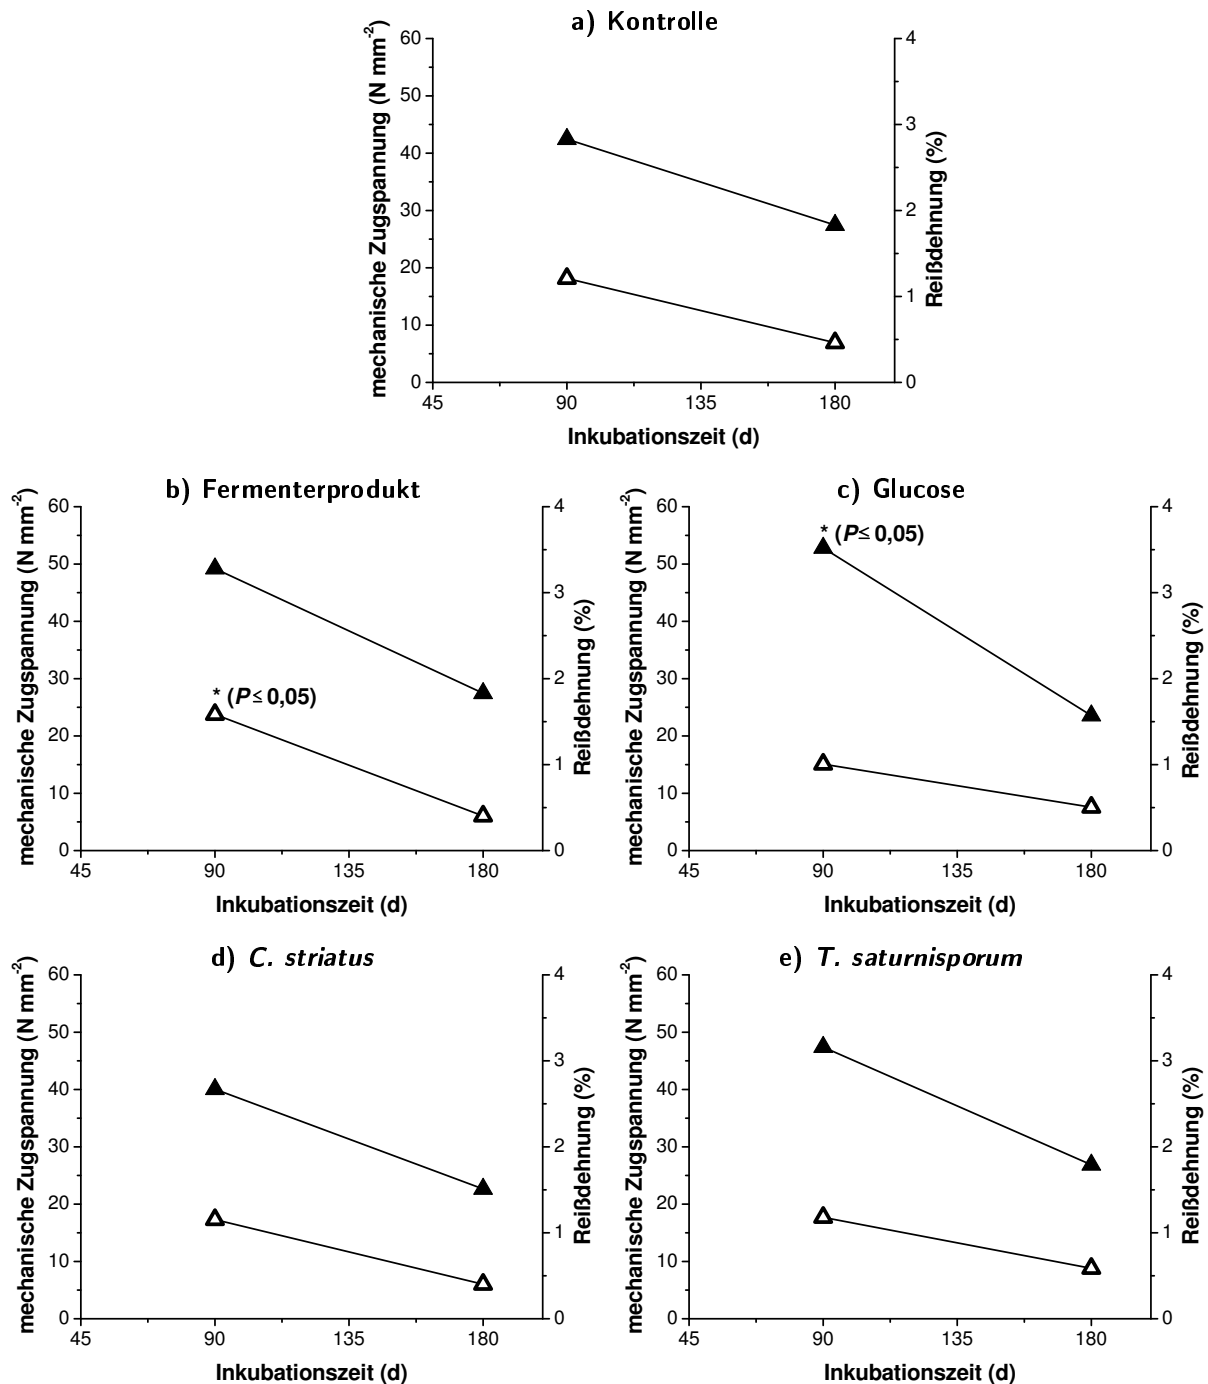 a) Kontrolle
mechanische Zugspannung (N mm-2)
60
50
40
30
20
10
0
4
3
2
1
0
Reißdehnung (%)
45 90 135 180
Inkubationszeit (d)
b) Fermenterprodukt
mechanische Zugspannung (N mm-2)
60
50
40
30
20
10
0
* (P ≤ 0,05)
4
3
2
1
0
Reißdehnung (%)
45 90 135 180
Inkubationszeit (d)
c) Glucose
mechanische Zugspannung (N mm-2)
60
50
40
30
20
10
0
* (P ≤ 0,05)
4
3
2
1
0
Reißdehnung (%)
45 90 135 180
Inkubationszeit (d)
d) C. striatus
mechanische Zugspannung (N mm-2)
60
50
40
30
20
10
0
4
3
2
1
0
Reißdehnung (%)
45 90 135 180
Inkubationszeit (d)
e) T. saturnisporum
mechanische Zugspannung (N mm-2)
60
50
40
30
20
10
0
4
3
2
1
0
Reißdehnung (%)
45 90 135 180
Inkubationszeit (d)